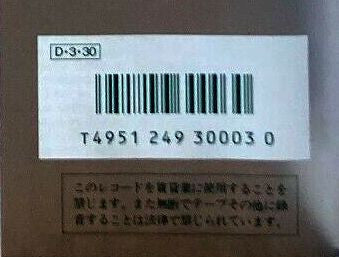 D・3・30
T4951 249 30003 0
このレコードを賃貸業に使用することを
禁じます。また無断でテープその他に録
音することは法律で禁じられています。